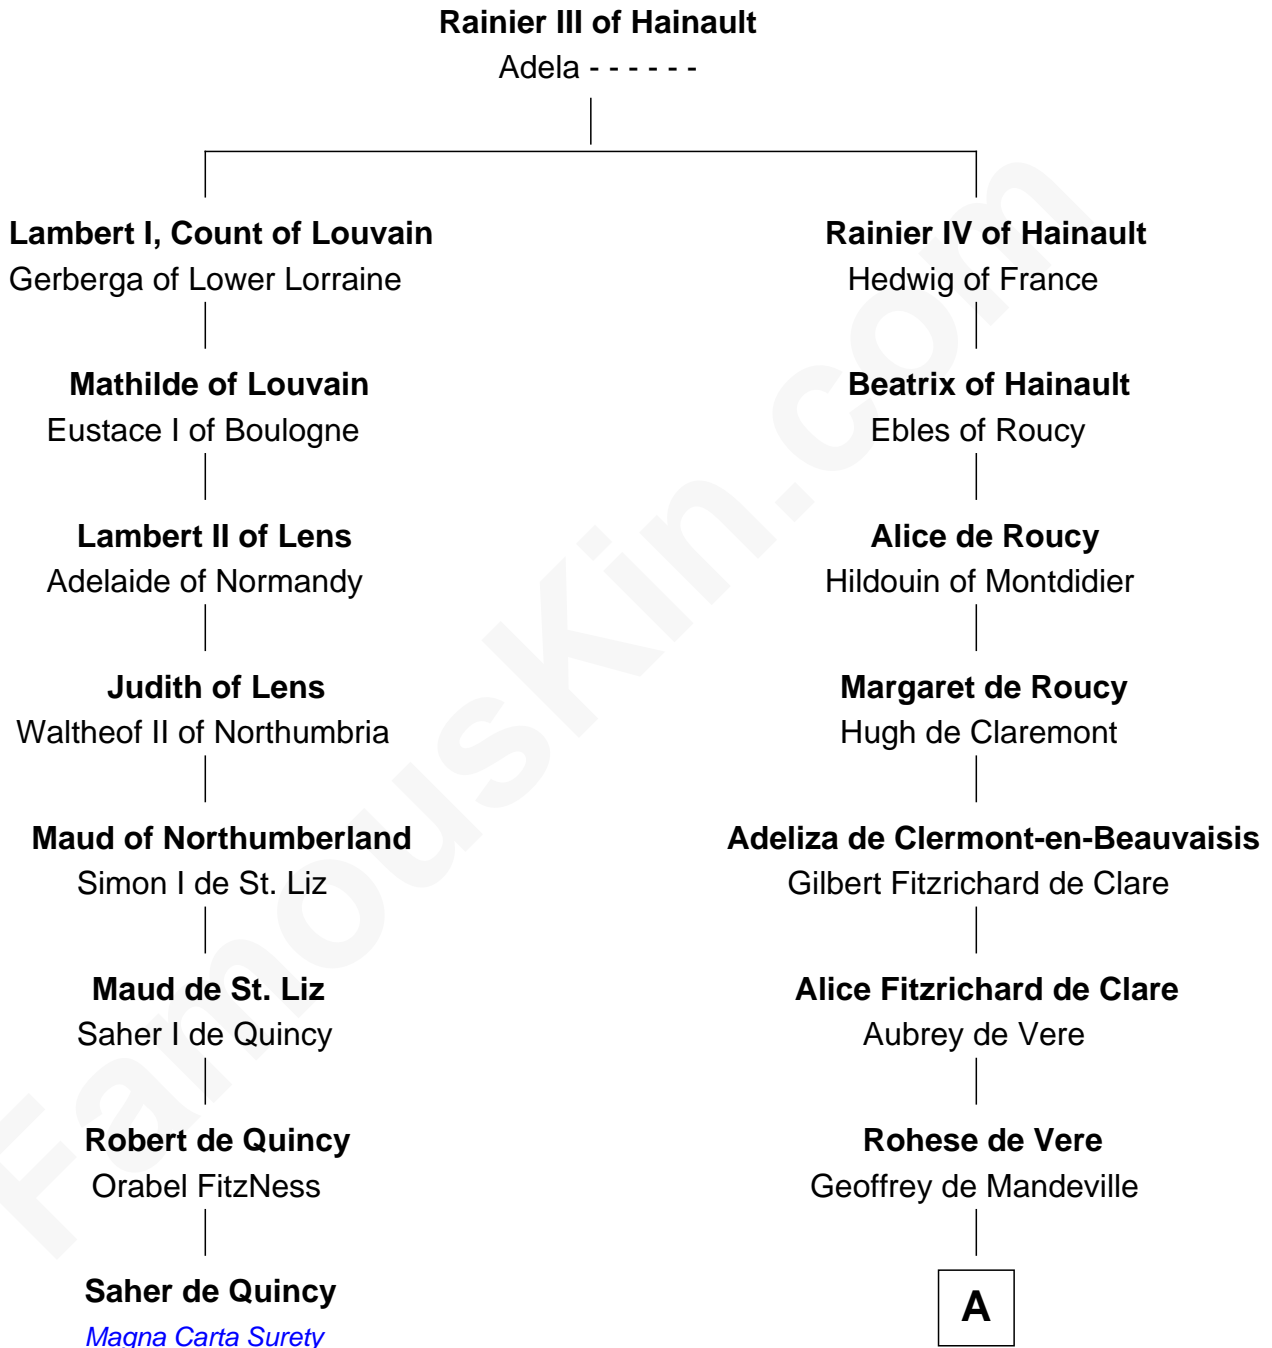 Rainier III of Hainault
Adela - - - - - -
Lambert I, Count of Louvain
Gerberga of Lower Lorraine
Rainier IV of Hainault
Hedwig of France
Mathilde of Louvain
Eustace I of Boulogne
Beatrix of Hainault
Ebles of Roucy
Lambert II of Lens
Adelaide of Normandy
Alice de Roucy
Hildouin of Montdidier
Judith of Lens
Waltheof II of Northumbria
Margaret de Roucy
Hugh de Claremont
Maud of Northumberland
Simon I de St. Liz
Adeliza de Clermont-en-Beauvaisis
Gilbert Fitzrichard de Clare
Maud de St. Liz
Saher I de Quincy
Alice Fitzrichard de Clare
Aubrey de Vere
Robert de Quincy
Orabel FitzNess
Rohese de Vere
Geoffrey de Mandeville
Saher de Quincy
Magna Carta Surety
A
FamousKin.com